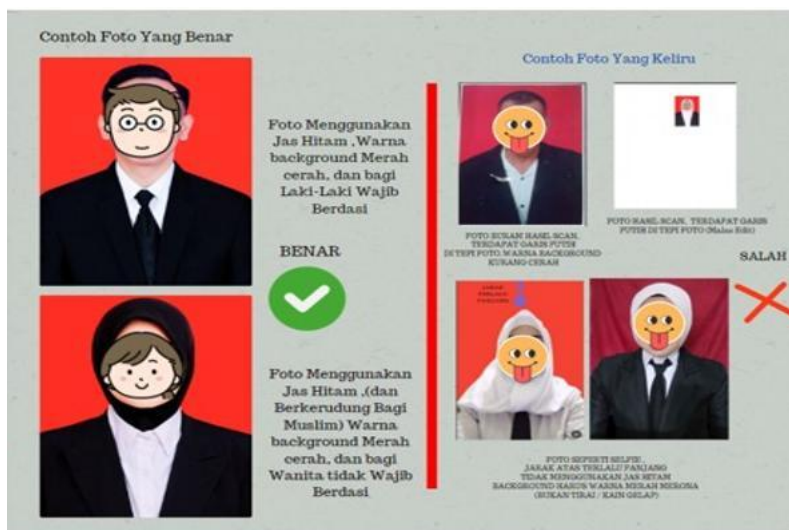 Contoh Foto Yang Benar
Foto Menggunakan
Jas Hitam ,Warna
background Merah
cerah, dan bagi
Laki-Laki Wajib
Berdasi
BENAR
Foto Menggunakan
Jas Hitam ,(dan
Berkerudung Bagi
Muslim) Warna
background Merah
cerah, dan bagi
Wanita tidak Wajib
Berdasi
Contoh Foto Yang Keliru
FOTO BUKAN HASIL SCAN,
TERDAPAT GARIS PUTIH
DI TEPI FOTO, WARNA BACKGROUND
KURANG CERAH
FOTO HASIL SCAN, TERDAPAT GARIS
PUTIH DI TEPI FOTO (Malas Edit)
SALAH
JARAK
TERLALU
PANJANG
FOTO SEPERTI SELFIE ,
JARAK ATAS TERLALU PANJANG
TIDAK MENGGUNAKAN JAS HITAM
BACKGROUND HARUS WARNA MERAH MERONA
(BUKAN TIRAI / KAIN GELAP)